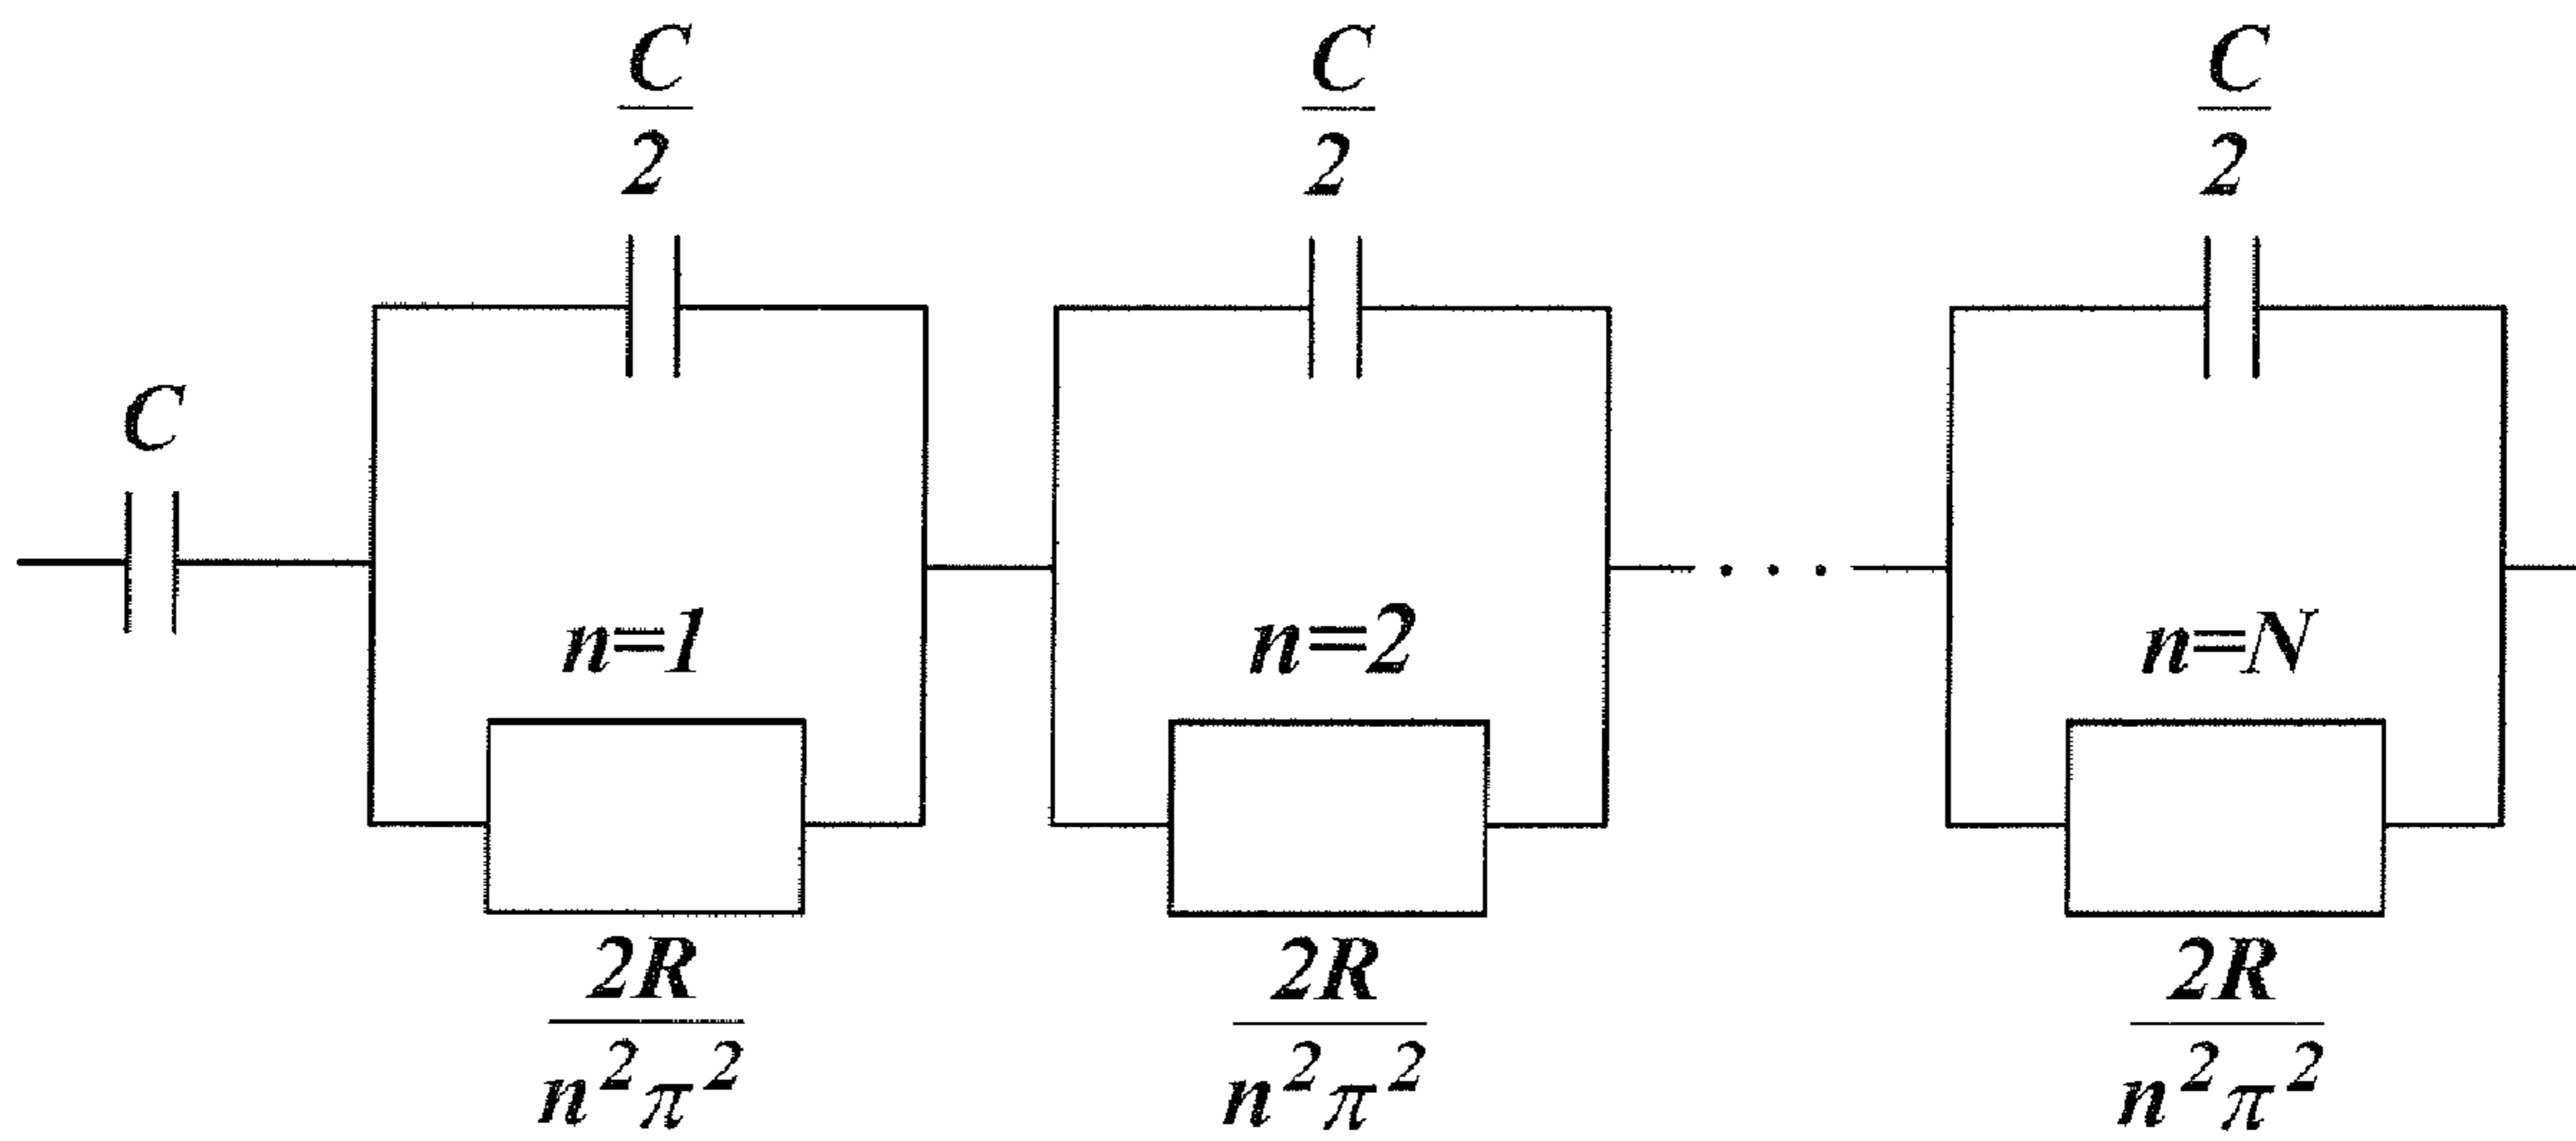 C/2 C/2 C/2
C
n=1 n=2 . . . n=N
2R/n²π² 2R/n²π² 2R/n²π²